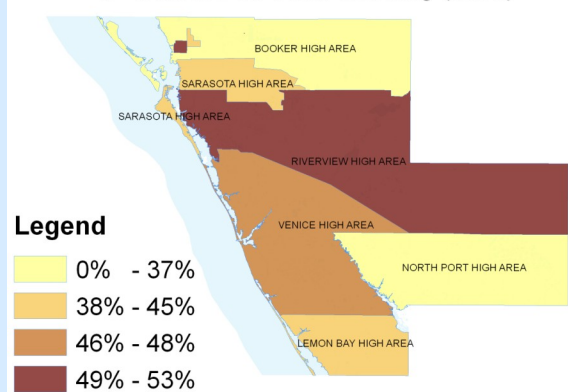 BOOKER HIGH AREA
SARASOTA HIGH AREA
SARASOTA HIGH AREA
RIVERVIEW HIGH AREA
VENICE HIGH AREA
NORTH PORT HIGH AREA
LEMON BAY HIGH AREA
Legend
0% - 37%
38% - 45%
46% - 48%
49% - 53%